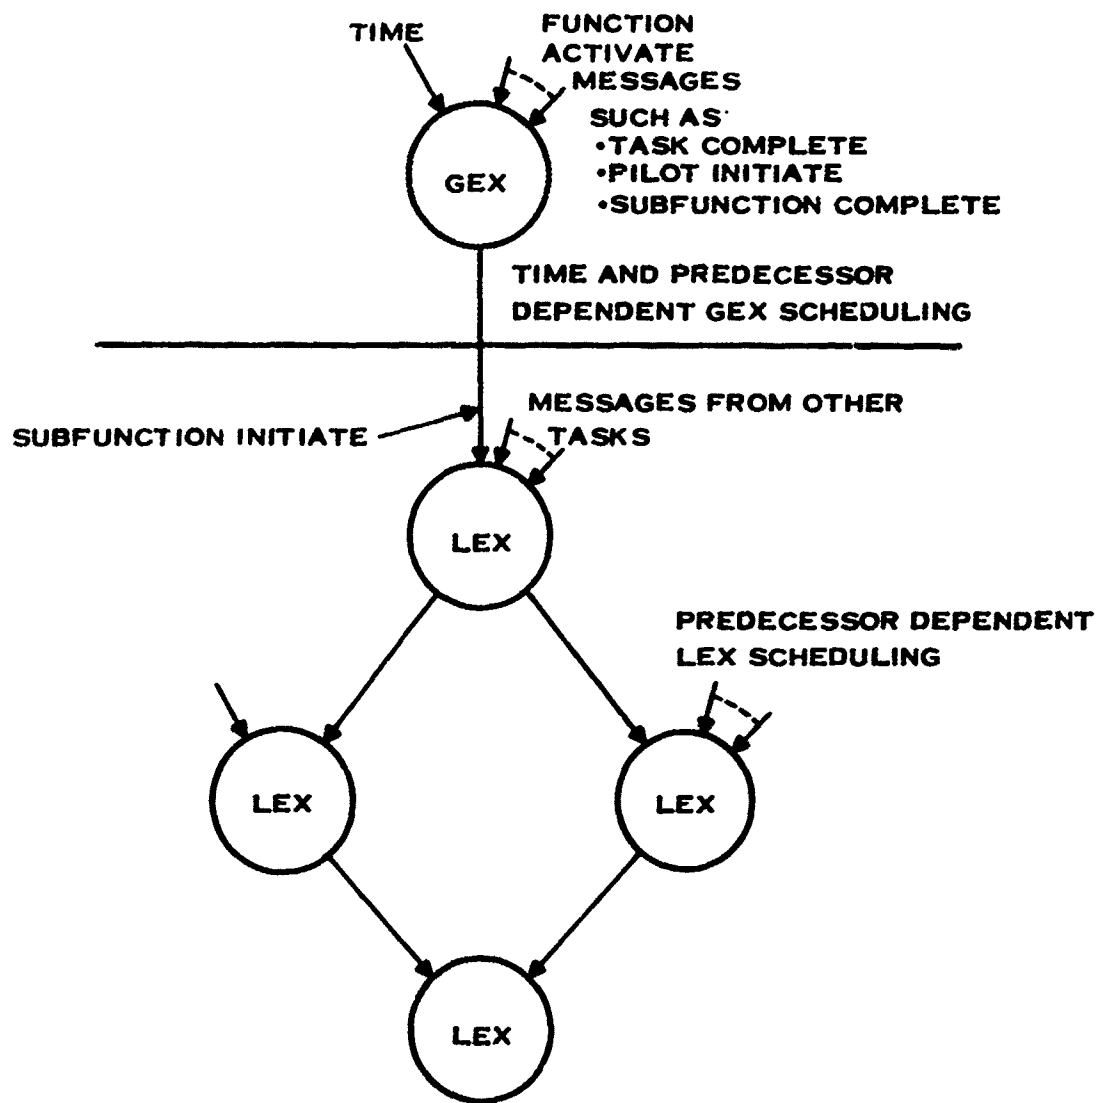 TIME
FUNCTION
ACTIVATE
MESSAGES
SUCH AS:
•TASK COMPLETE
•PILOT INITIATE
•SUBFUNCTION COMPLETE
GEX
TIME AND PREDECESSOR
DEPENDENT GEX SCHEDULING
MESSAGES FROM OTHER
TASKS
SUBFUNCTION INITIATE
LEX
PREDECESSOR DEPENDENT
LEX SCHEDULING
LEX
LEX
LEX